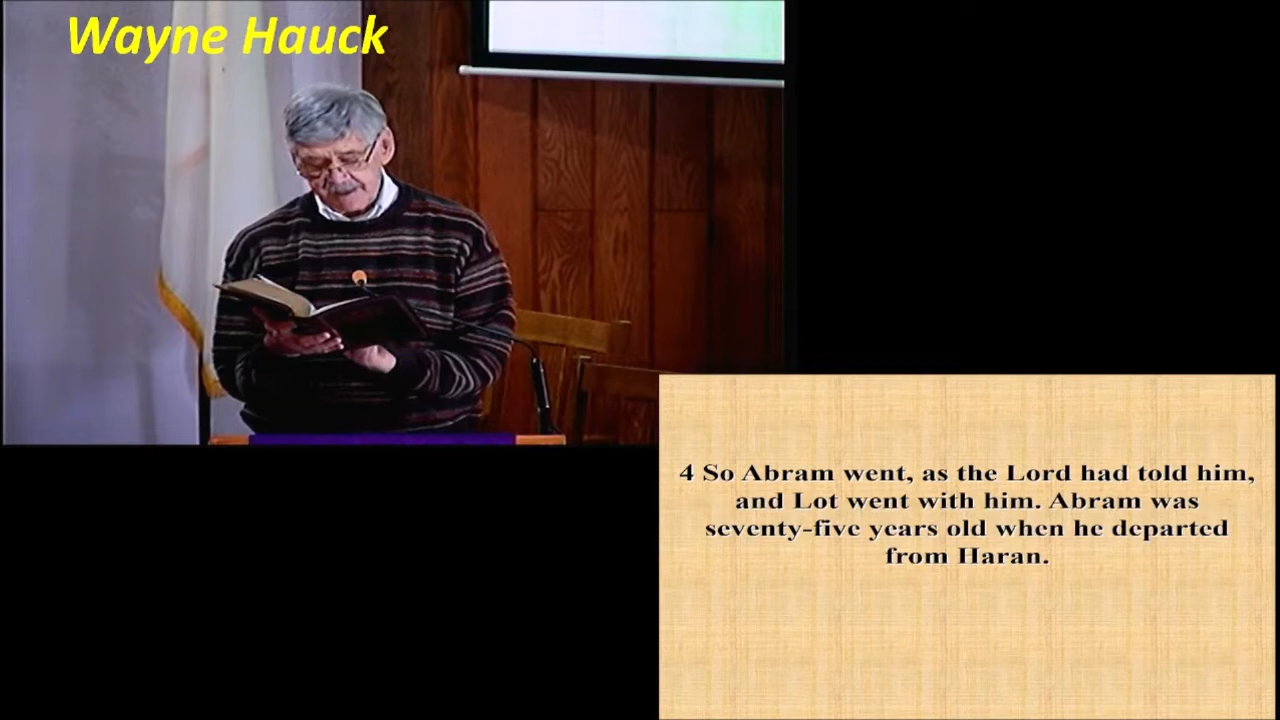 Wayne Hauck
4 So Abram went, as the Lord had told him,
and Lot went with him. Abram was
seventy-five years old when he departed
from Haran.